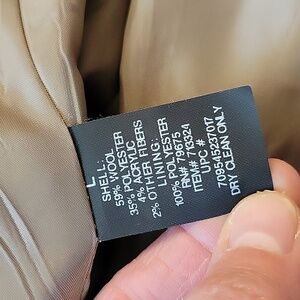 L
SHELL:
59% WOOL
35% POLYESTER
4% ACRYLIC
2% OTHER FIBERS
LINING:
100% POLYESTER
RN# 79675
ITEM# 713324
UPC #
709545237017
DRY CLEAN ONLY